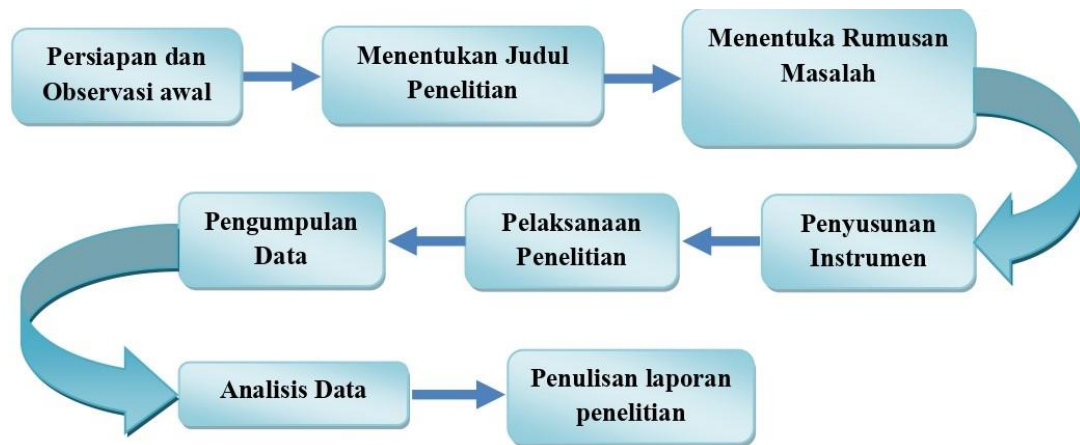 Persiapan dan
Observasi awal
Menentukan Judul
Penelitian
Menentuka Rumusan
Masalah
Pengumpulan
Data
Pelaksanaan
Penelitian
Penyusunan
Instrumen
Analisis Data
Penulisan laporan
penelitian